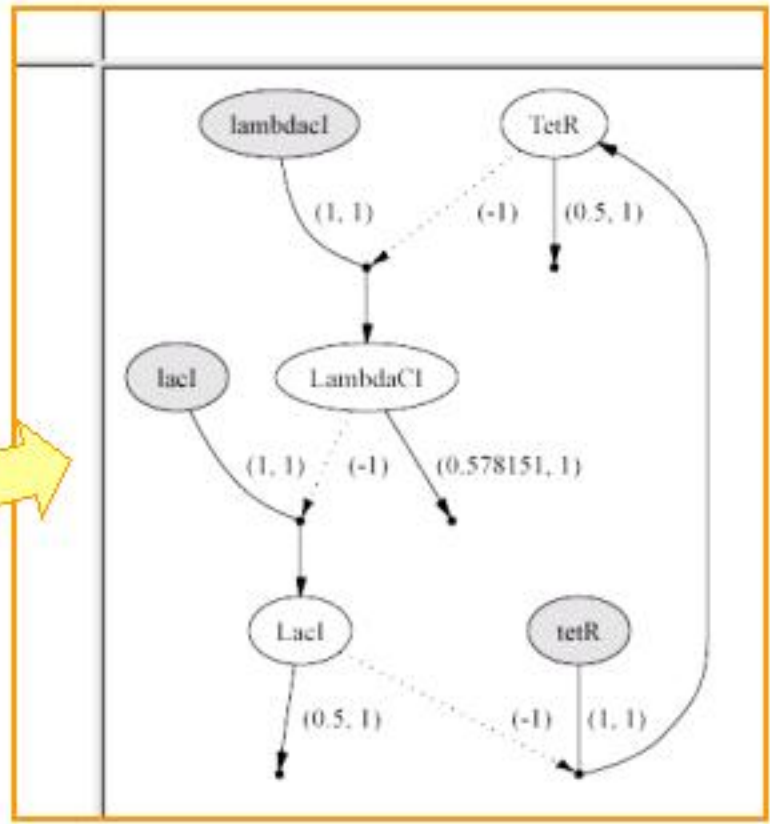 lambdacI TetR
(1, 1) (-1) (0.5, 1)
lacI LambdaCI
(1, 1) (-1) (0.578151, 1)
LacI tetR
(0.5, 1) (-1) (1, 1)